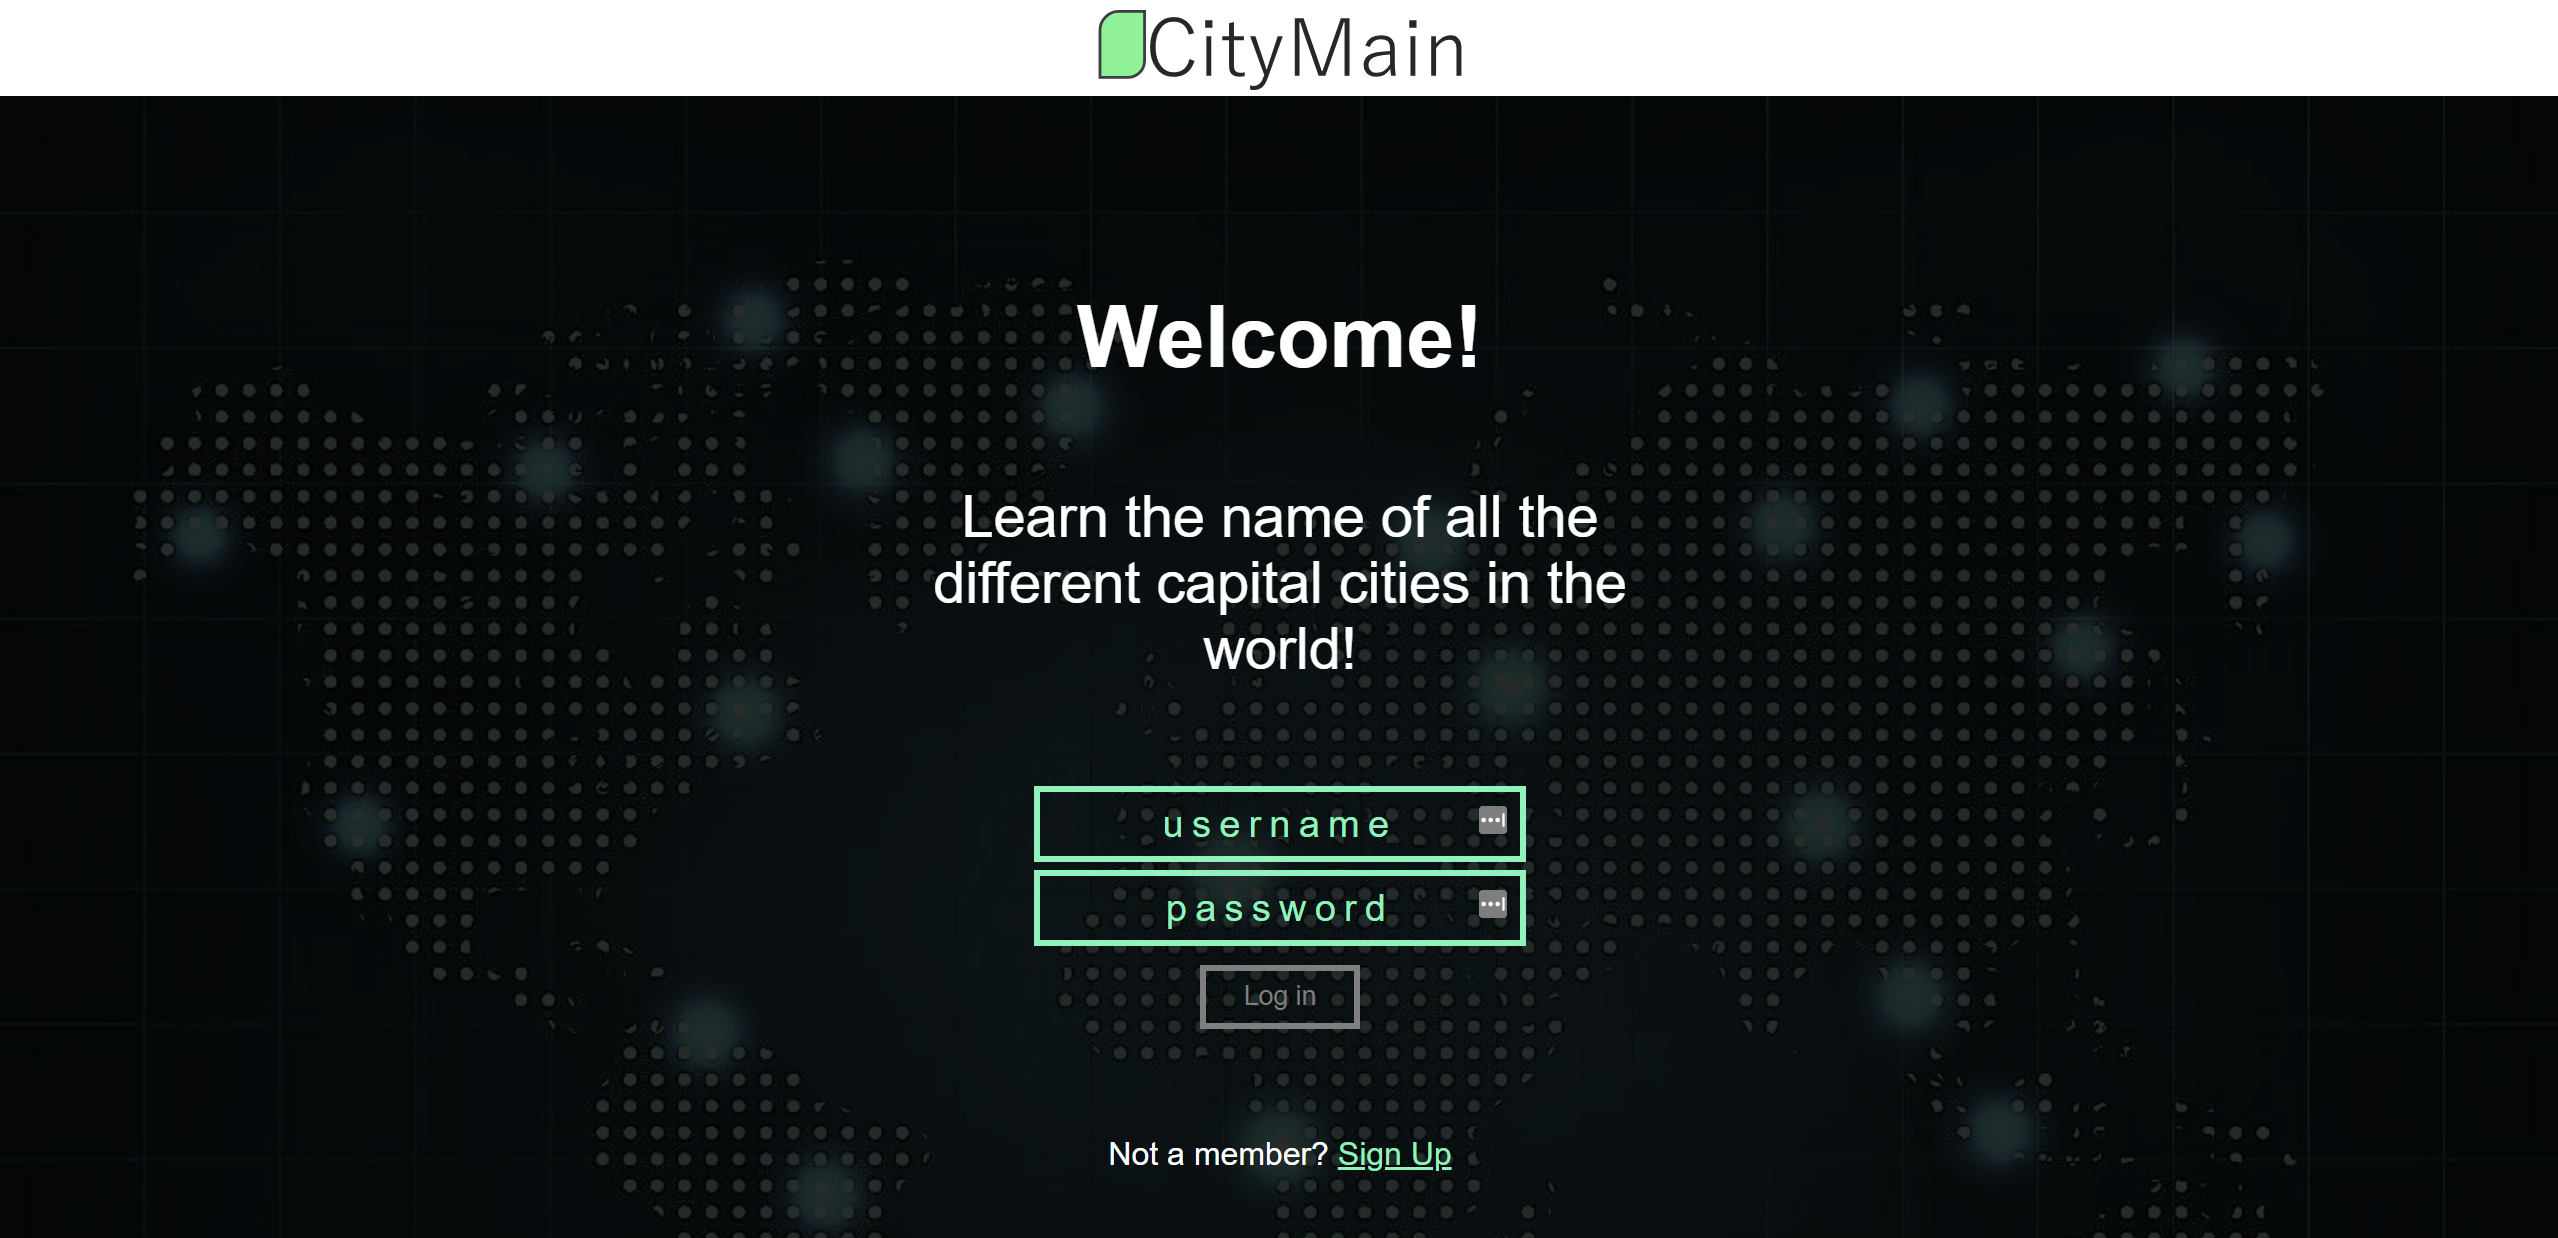 CityMain
Welcome!
Learn the name of all the
different capital cities in the
world!
username
password
Log in
Not a member? Sign Up